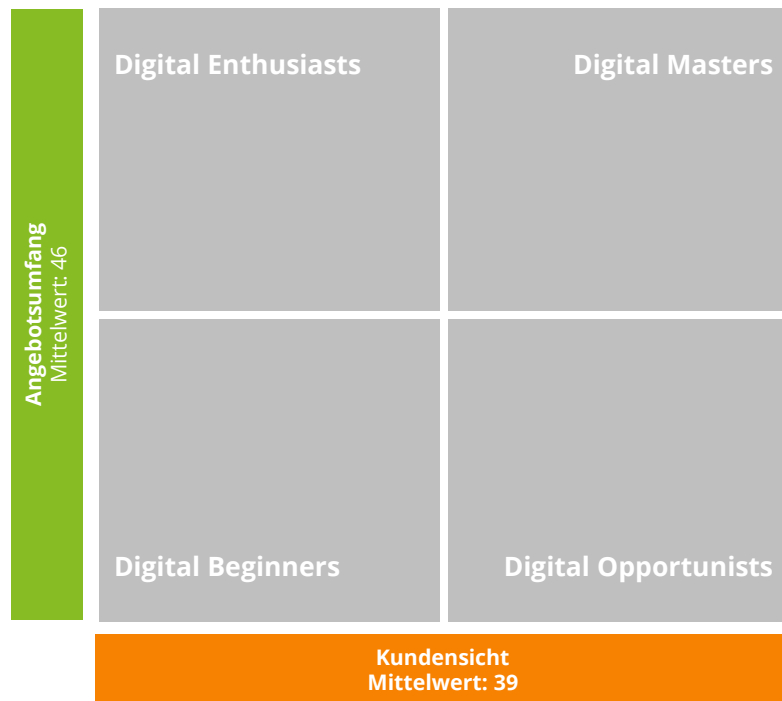 Digital Enthusiasts
Digital Masters
Angebotsumfang
Mittelwert: 46
Digital Beginners
Digital Opportunists
Kundensicht
Mittelwert: 39